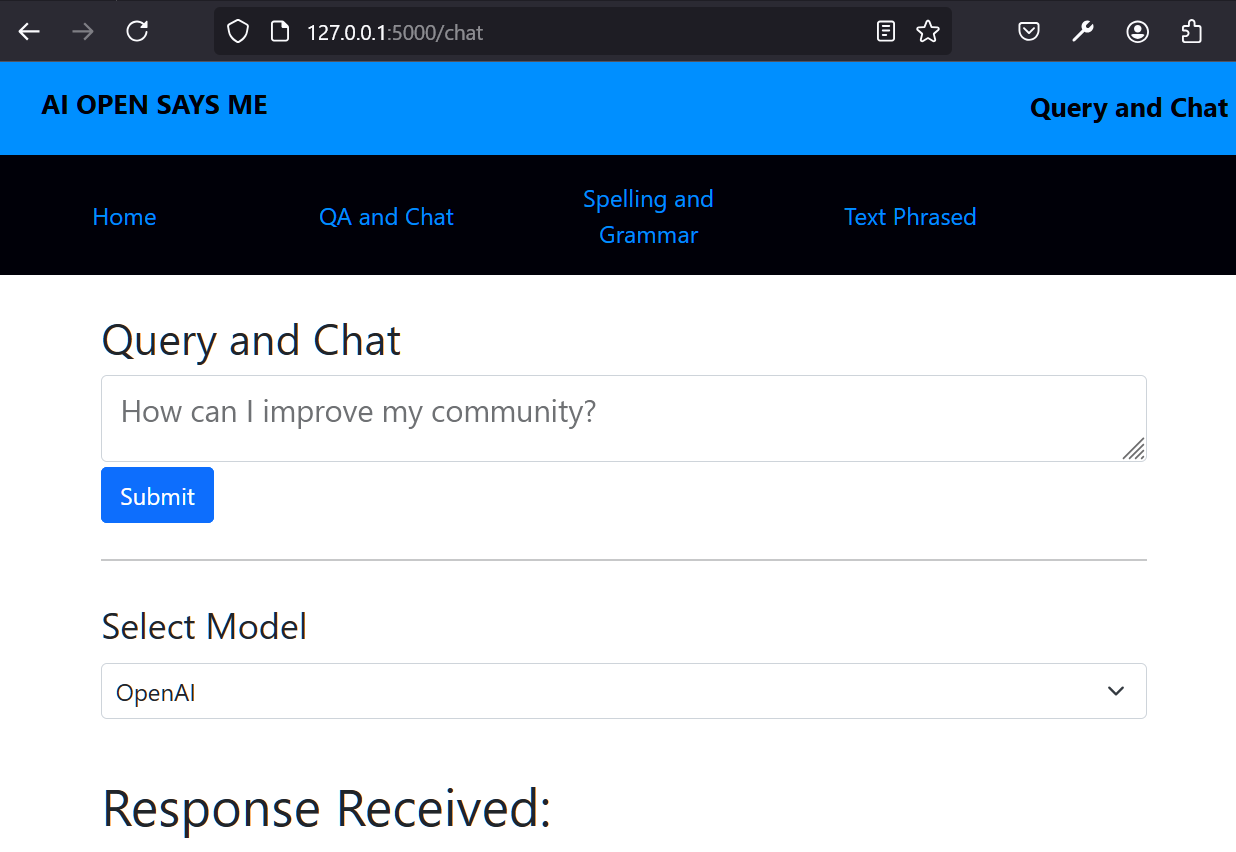 127.0.0.1:5000/chat
AI OPEN SAYS ME
Query and Chat
Home
QA and Chat
Spelling and
Grammar
Text Phrased
Query and Chat
How can I improve my community?
Submit
Select Model
OpenAI
Response Received: